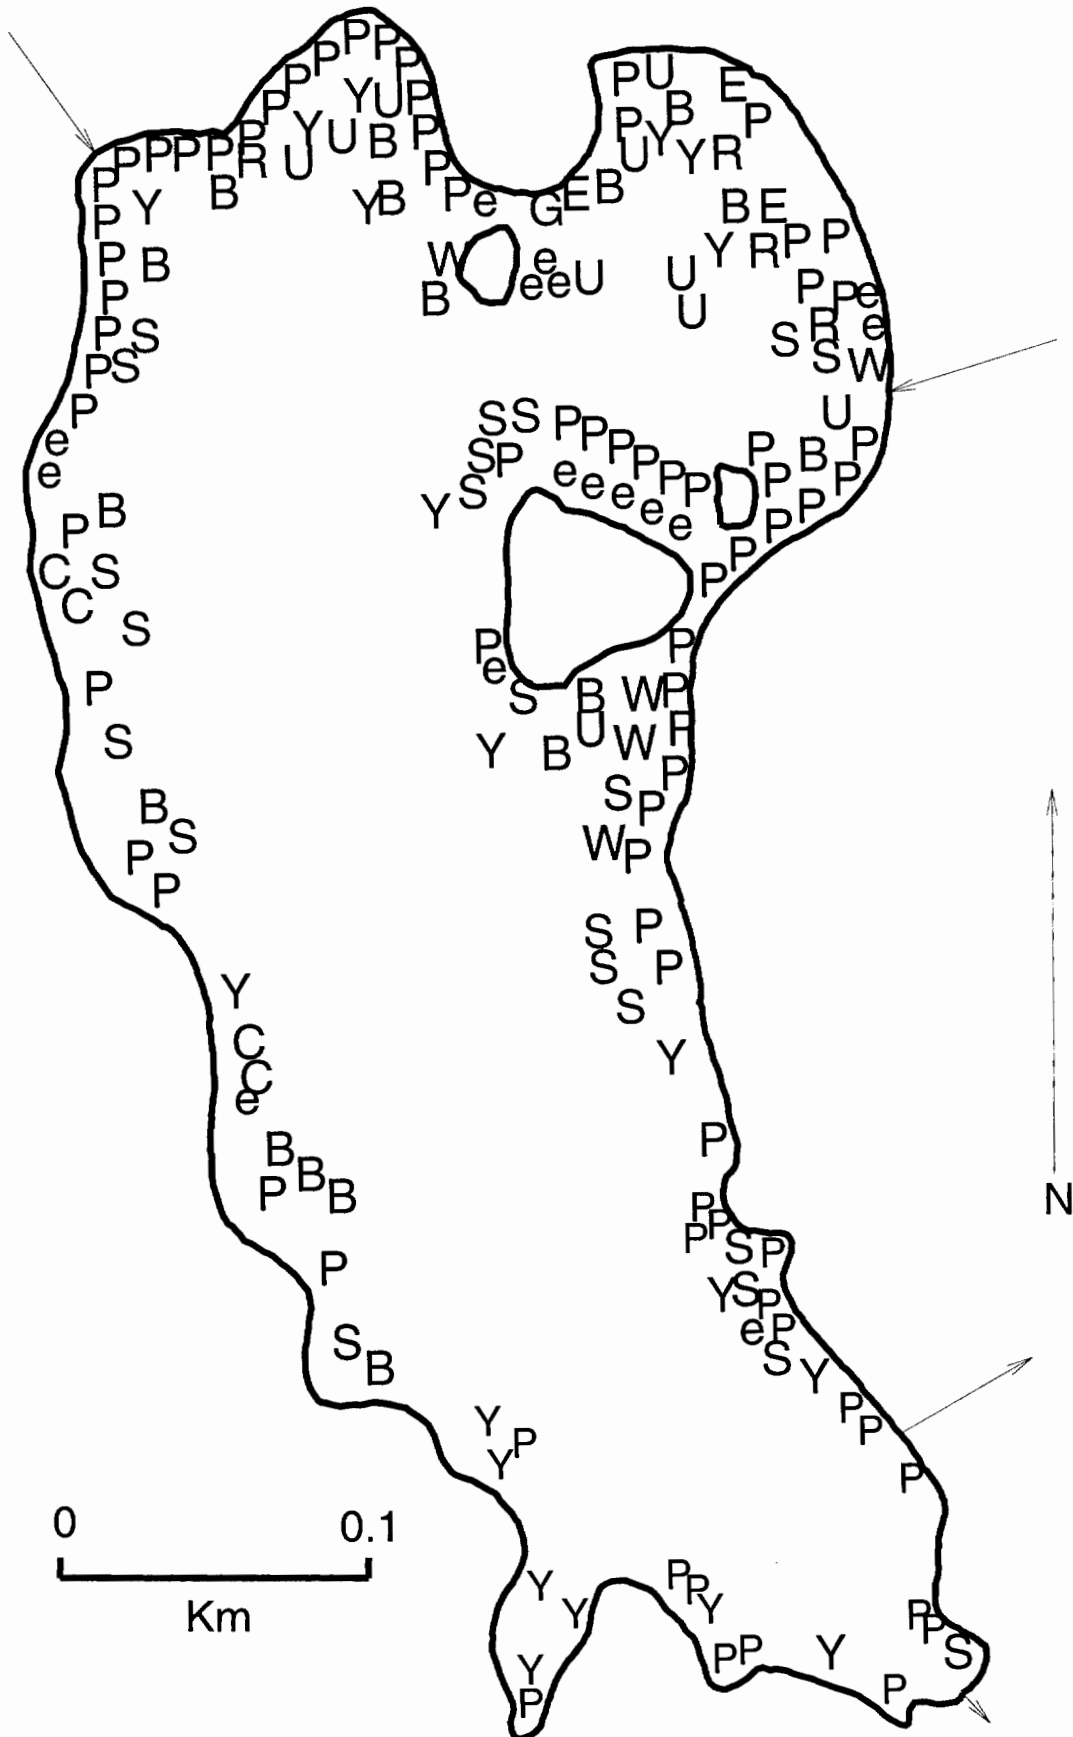 P P
P P
P U
P Y U P E
P U B P
P Y U B P P Y B
P P P P P R U P U Y R
P Y B Y B P e G E B
P B W e B E
P B e e U U Y R P P
P S U P P e
P S S R e
P S W
e S S P P P P P P U
e S P e e e e e P B P
Y S P P
P B P P
C S P
C S P
P P e P
S S B W P
Y B U W P
B S S P P
P W P
P S P
S P
Y S
C Y
C
e P
B B B
P P P P
P S P
Y S P
S B e P
S Y
Y P P
Y P
P
0 0.1
Km
N
Y Y P P Y
Y P P Y P P S
P P